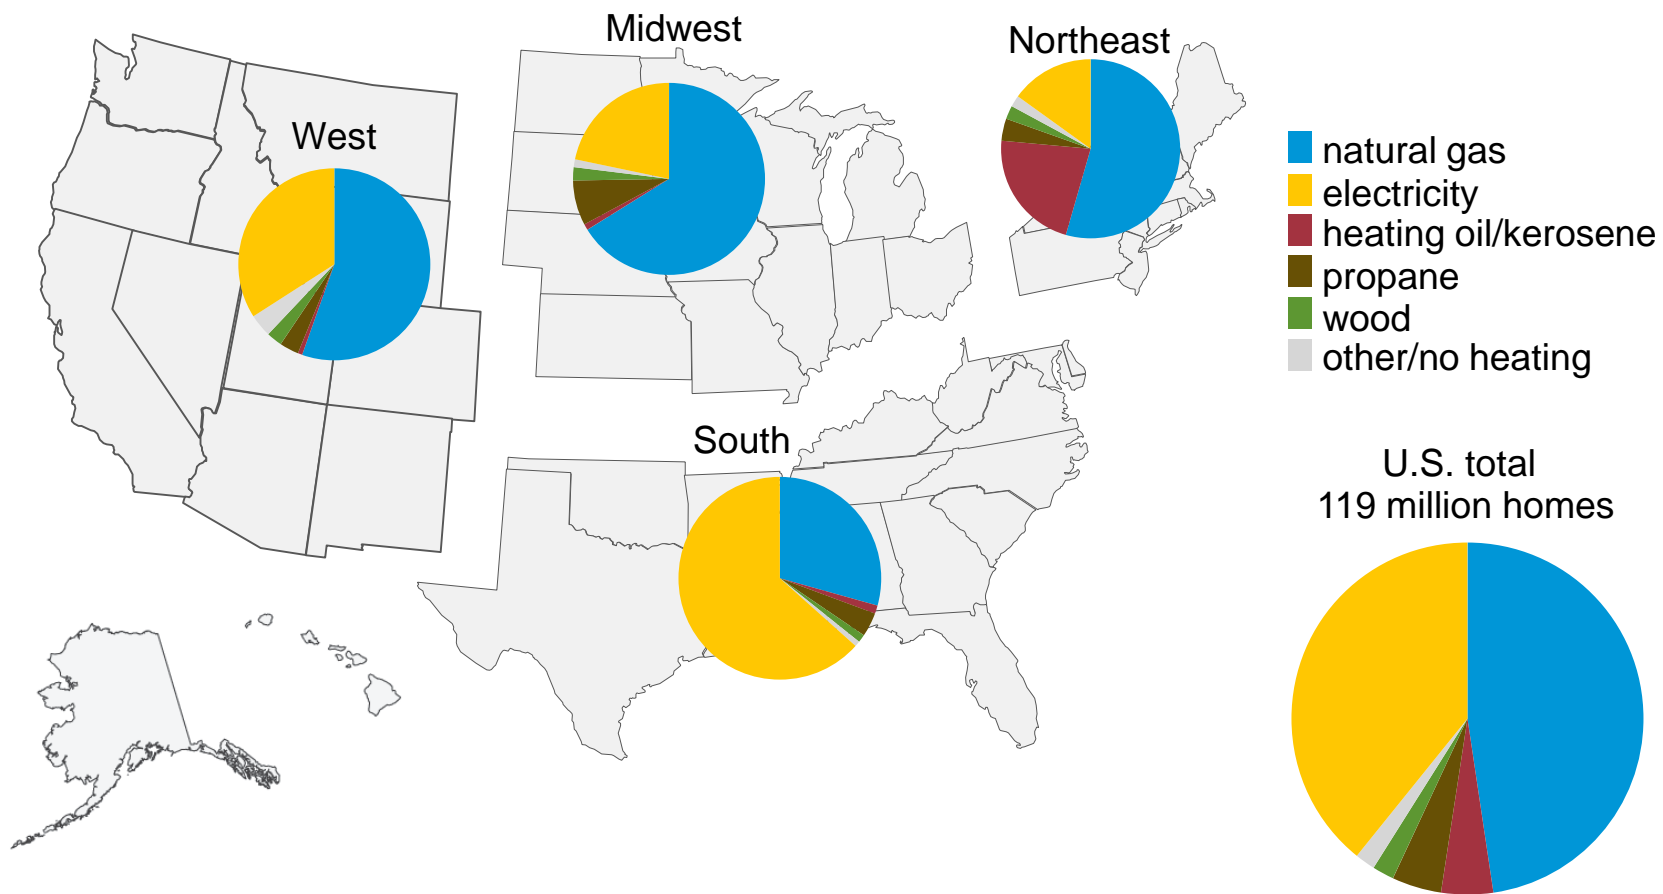 Midwest
Northeast
West
natural gas
electricity
heating oil/kerosene
propane
wood
other/no heating
South
U.S. total
119 million homes